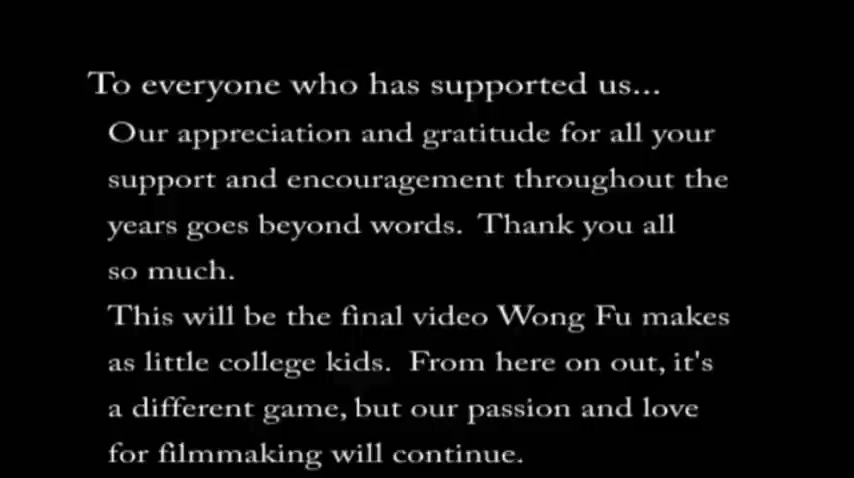 To everyone who has supported us...
Our appreciation and gratitude for all your
support and encouragement throughout the
years goes beyond words. Thank you all
so much.
This will be the final video Wong Fu makes
as little college kids. From here on out, it's
a different game, but our passion and love
for filmmaking will continue.